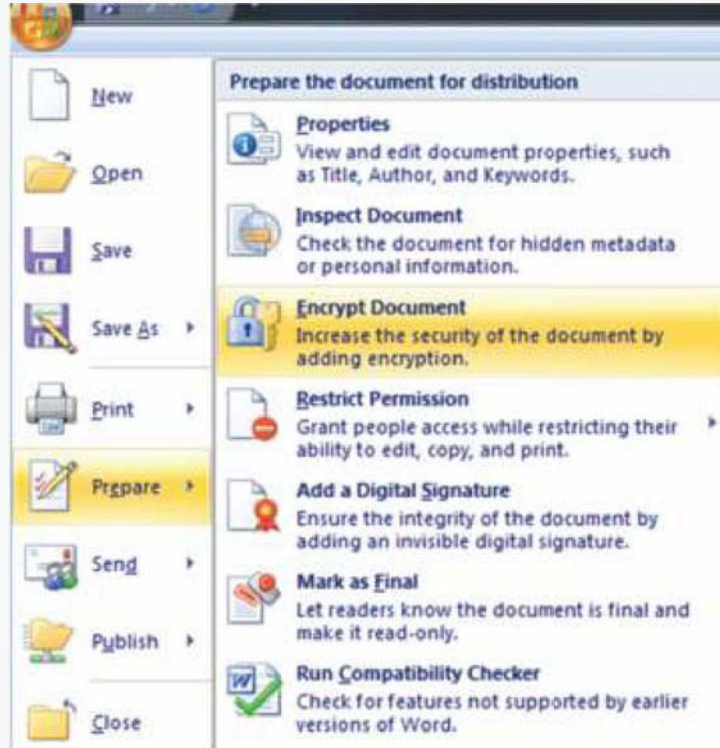 New
Open
Save
Save As
Print
Prepare
Send
Publish
Close
Prepare the document for distribution
Properties
View and edit document properties, such
as Title, Author, and Keywords.
Inspect Document
Check the document for hidden metadata
or personal information.
Encrypt Document
Increase the security of the document by
adding encryption.
Restrict Permission
Grant people access while restricting their
ability to edit, copy, and print.
Add a Digital Signature
Ensure the integrity of the document by
adding an invisible digital signature.
Mark as Final
Let readers know the document is final and
make it read-only.
Run Compatibility Checker
Check for features not supported by earlier
versions of Word.